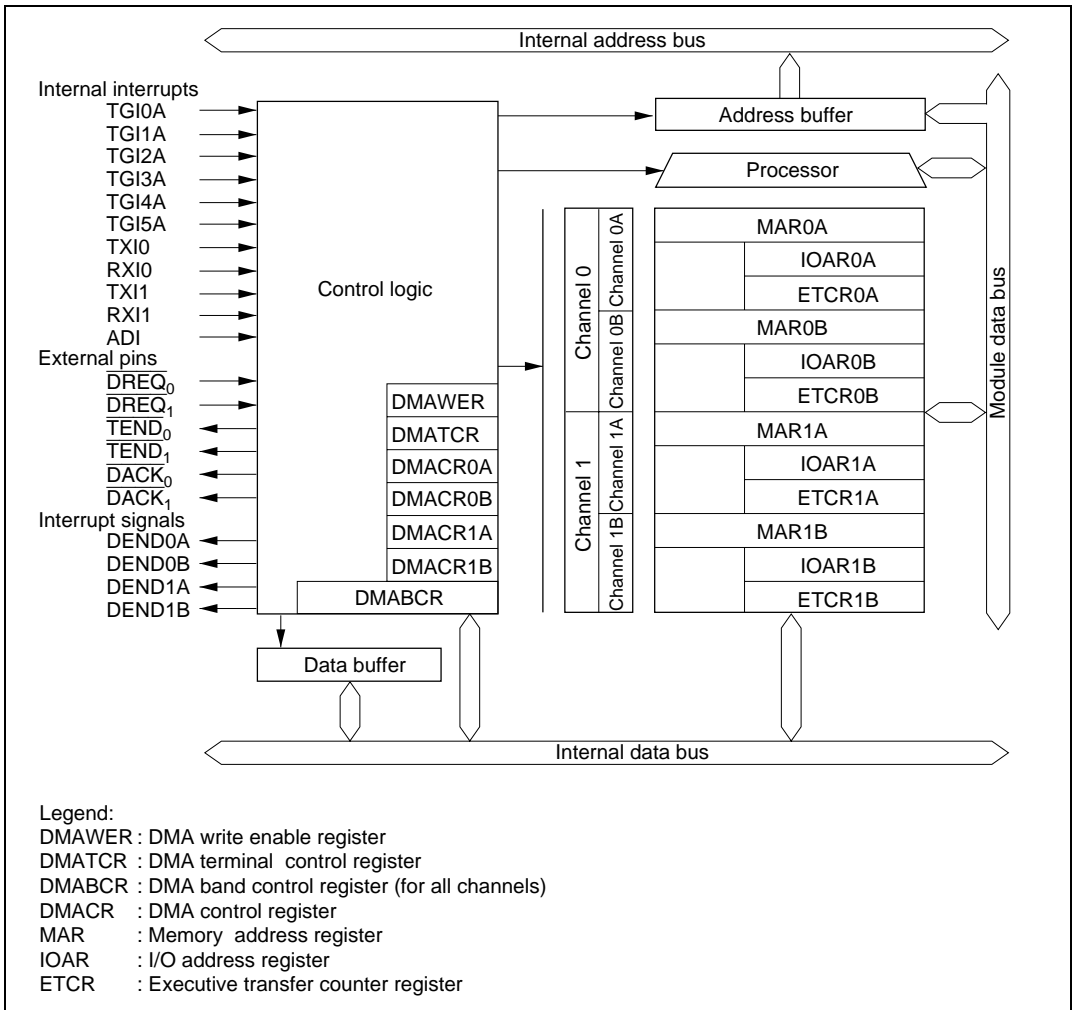 Internal address bus
Internal interrupts
TGI0A
TGI1A
TGI2A
TGI3A
TGI4A
TGI5A
TXI0
RXI0
TXI1
RXI1
ADI
External pins
DREQ0
DREQ1
TEND0
TEND1
DACK0
DACK1
Interrupt signals
DEND0A
DEND0B
DEND1A
DEND1B
Control logic
DMAWER
DMATCR
DMACR0A
DMACR0B
DMACR1A
DMACR1B
DMABCR
Data buffer
Address buffer
Processor
Channel 0
Channel 0A
Channel 0B
Channel 1
Channel 1A
Channel 1B
MAR0A
IOAR0A
ETCR0A
MAR0B
IOAR0B
ETCR0B
MAR1A
IOAR1A
ETCR1A
MAR1B
IOAR1B
ETCR1B
Module data bus
Internal data bus
Legend:
DMAWER : DMA write enable register
DMATCR : DMA terminal control register
DMABCR : DMA band control register (for all channels)
DMACR : DMA control register
MAR : Memory address register
IOAR : I/O address register
ETCR : Executive transfer counter register